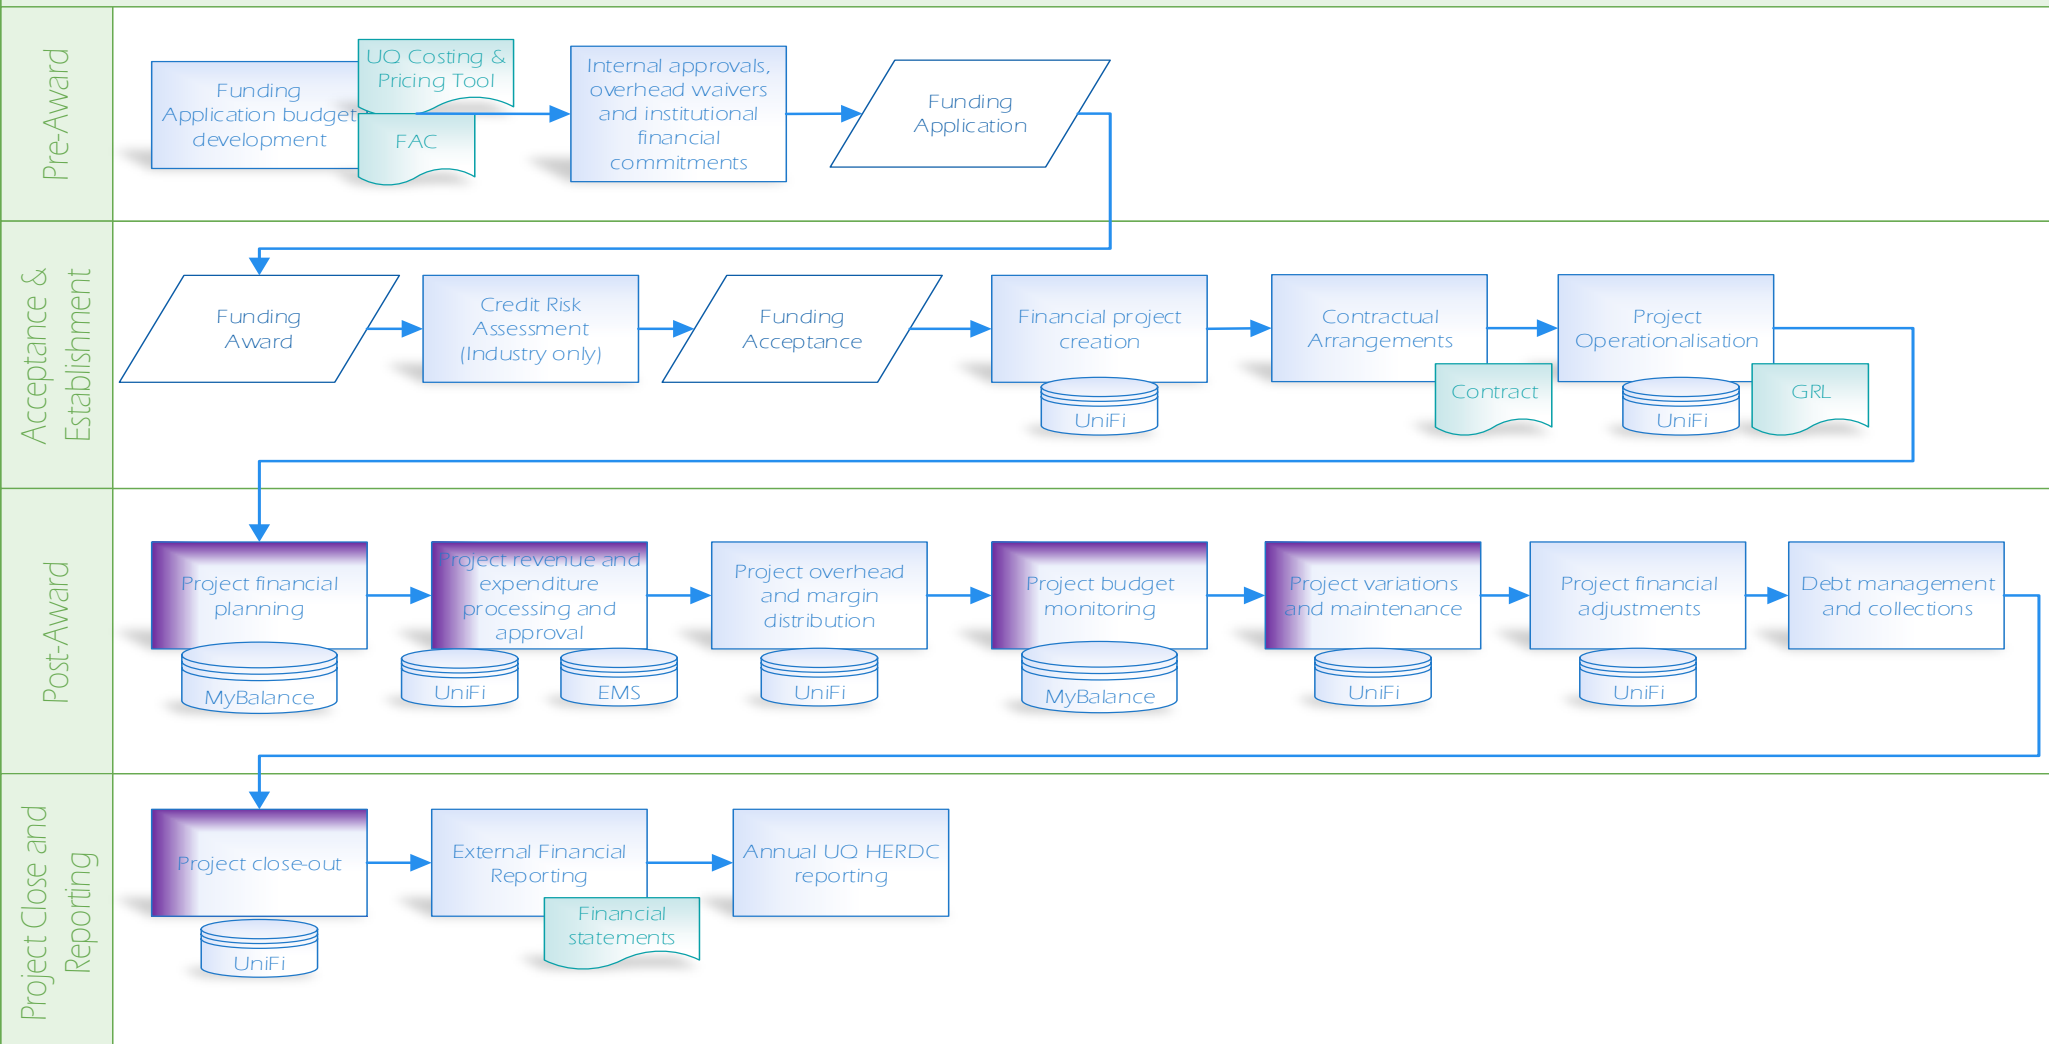 Pre-Award
Funding
Application budget
development
UQ Costing &
Pricing Tool
FAC
Internal approvals,
overhead waivers
and institutional
financial
commitments
Funding
Application
Acceptance &
Establishment
Funding
Award
Credit Risk
Assessment
(Industry only)
Funding
Acceptance
Financial project
creation
UniFi
Contractual
Arrangements
Contract
Project
Operationalisation
UniFi
GRL
Post-Award
Project financial
planning
MyBalance
Project revenue and
expenditure
processing and
approval
UniFi
EMS
Project overhead
and margin
distribution
UniFi
Project budget
monitoring
MyBalance
Project variations
and maintenance
UniFi
Project financial
adjustments
UniFi
Debt management
and collections
Project Close and
Reporting
Project close-out
UniFi
External Financial
Reporting
Financial
statements
Annual UQ HERDC
reporting